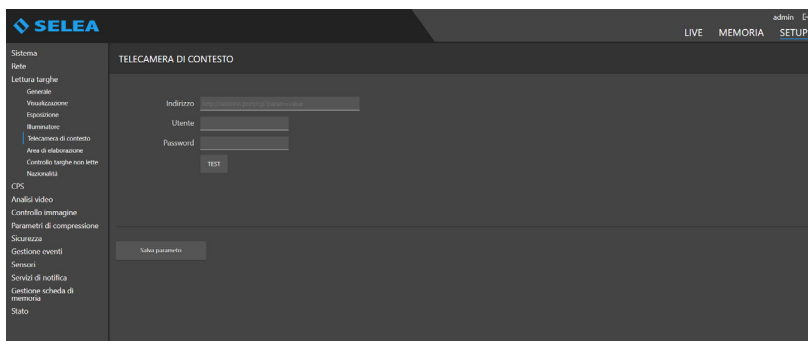 SELEA
admin
LIVE MEMORIA SETUP
Sistema
Rete
Lettura targhe
Generale
Visualizzazione
Esposizione
Illuminatore
Telecamera di contesto
Area di elaborazione
Controllo targhe non lette
Nazionalità
CPS
Analisi video
Controllo immagine
Parametri di compressione
Sicurezza
Gestione eventi
Sensori
Servizi di notifica
Gestione scheda di
memoria
Stato
TELECAMERA DI CONTESTO
Indirizzo
Utente
Password
TEST
Salva parametri